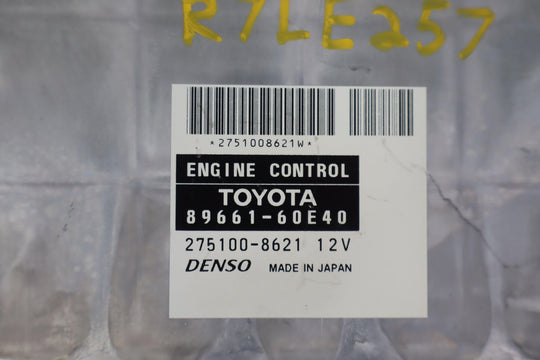 R7LE257
*2751008621W*
ENGINE CONTROL
TOYOTA
89661-60E40
275100-8621 12V
DENSO MADE IN JAPAN